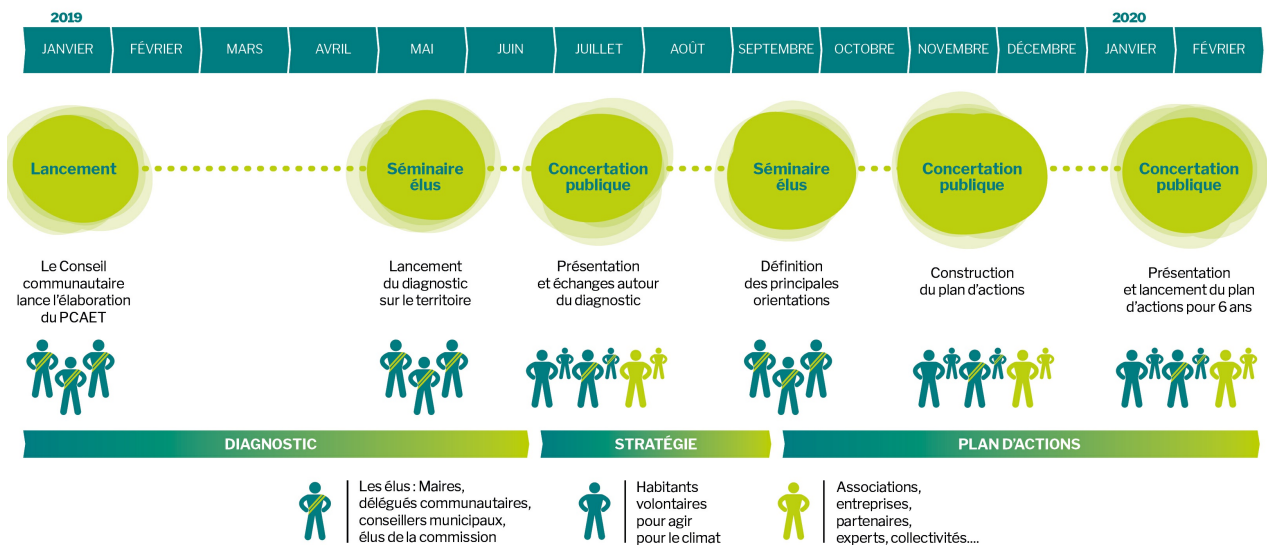 2019
2020
JANVIER
FÉVRIER
MARS
AVRIL
MAI
JUIN
JUILLET
AOÛT
SEPTEMBRE
OCTOBRE
NOVEMBRE
DÉCEMBRE
JANVIER
FÉVRIER
Lancement
Séminaire
élus
Concertation
publique
Séminaire
élus
Concertation
publique
Concertation
publique
Le Conseil
communautaire
lance l’élaboration
du PCAET
Lancement
du diagnostic
sur le territoire
Présentation
et échanges autour
du diagnostic
Définition
des principales
orientations
Construction
du plan d’actions
Présentation
et lancement du plan
d’actions pour 6 ans
DIAGNOSTIC
STRATÉGIE
PLAN D’ACTIONS
Les élus : Maires,
délégués communautaires,
conseillers municipaux,
élus de la commission
Habitants
volontaires
pour agir
pour le climat
Associations,
entreprises,
partenaires,
experts, collectivités....